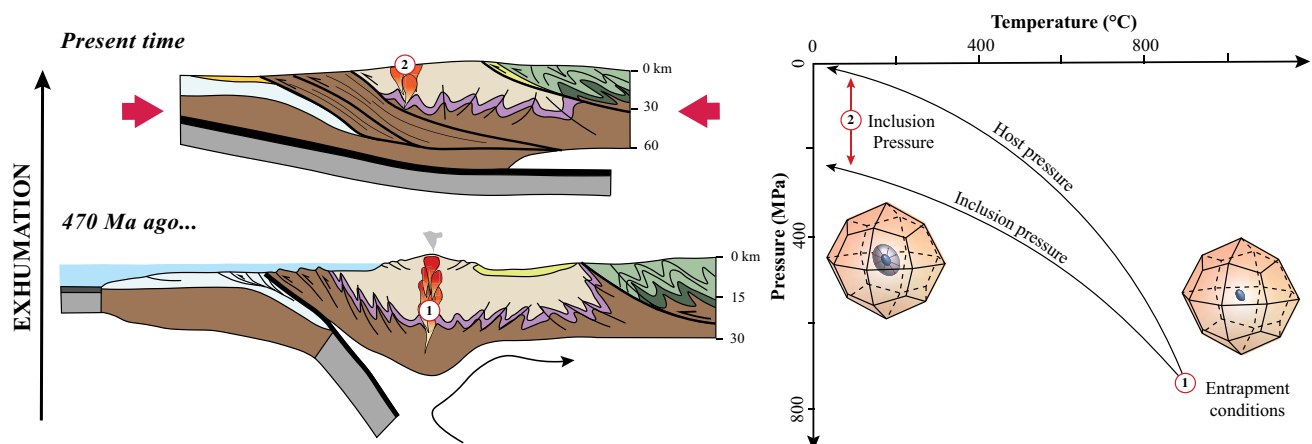 Present time
2
0 km
30
60
EXHUMATION
470 Ma ago...
0 km
15
30
1
Temperature (°C)
0
400
800
0
400
800
Pressure (MPa)
2
Inclusion
Pressure
Host pressure
Inclusion pressure
1
Entrapment
conditions